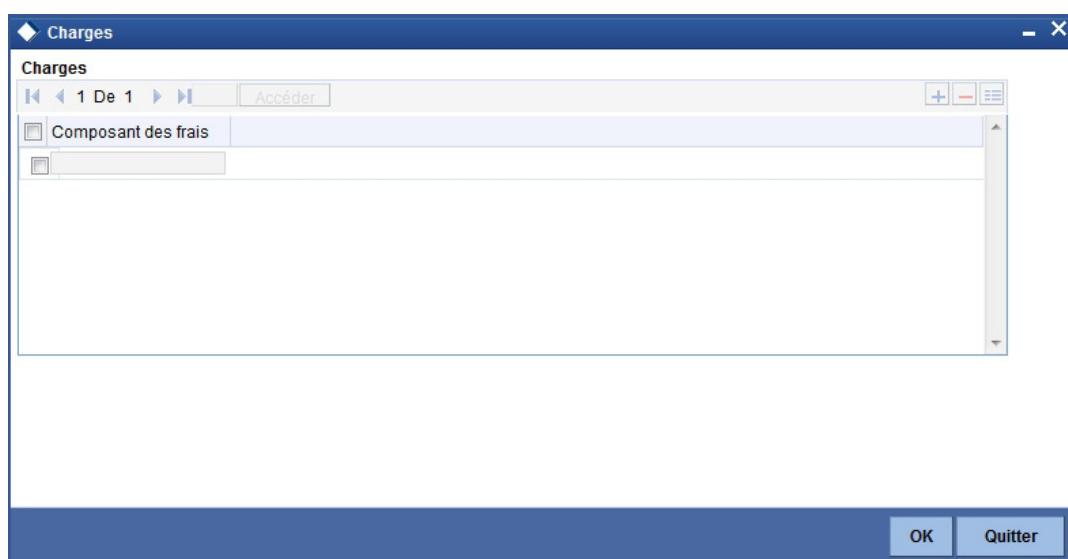 Charges
Charges
1 De 1 Accéder
Composant des frais
OK Quitter